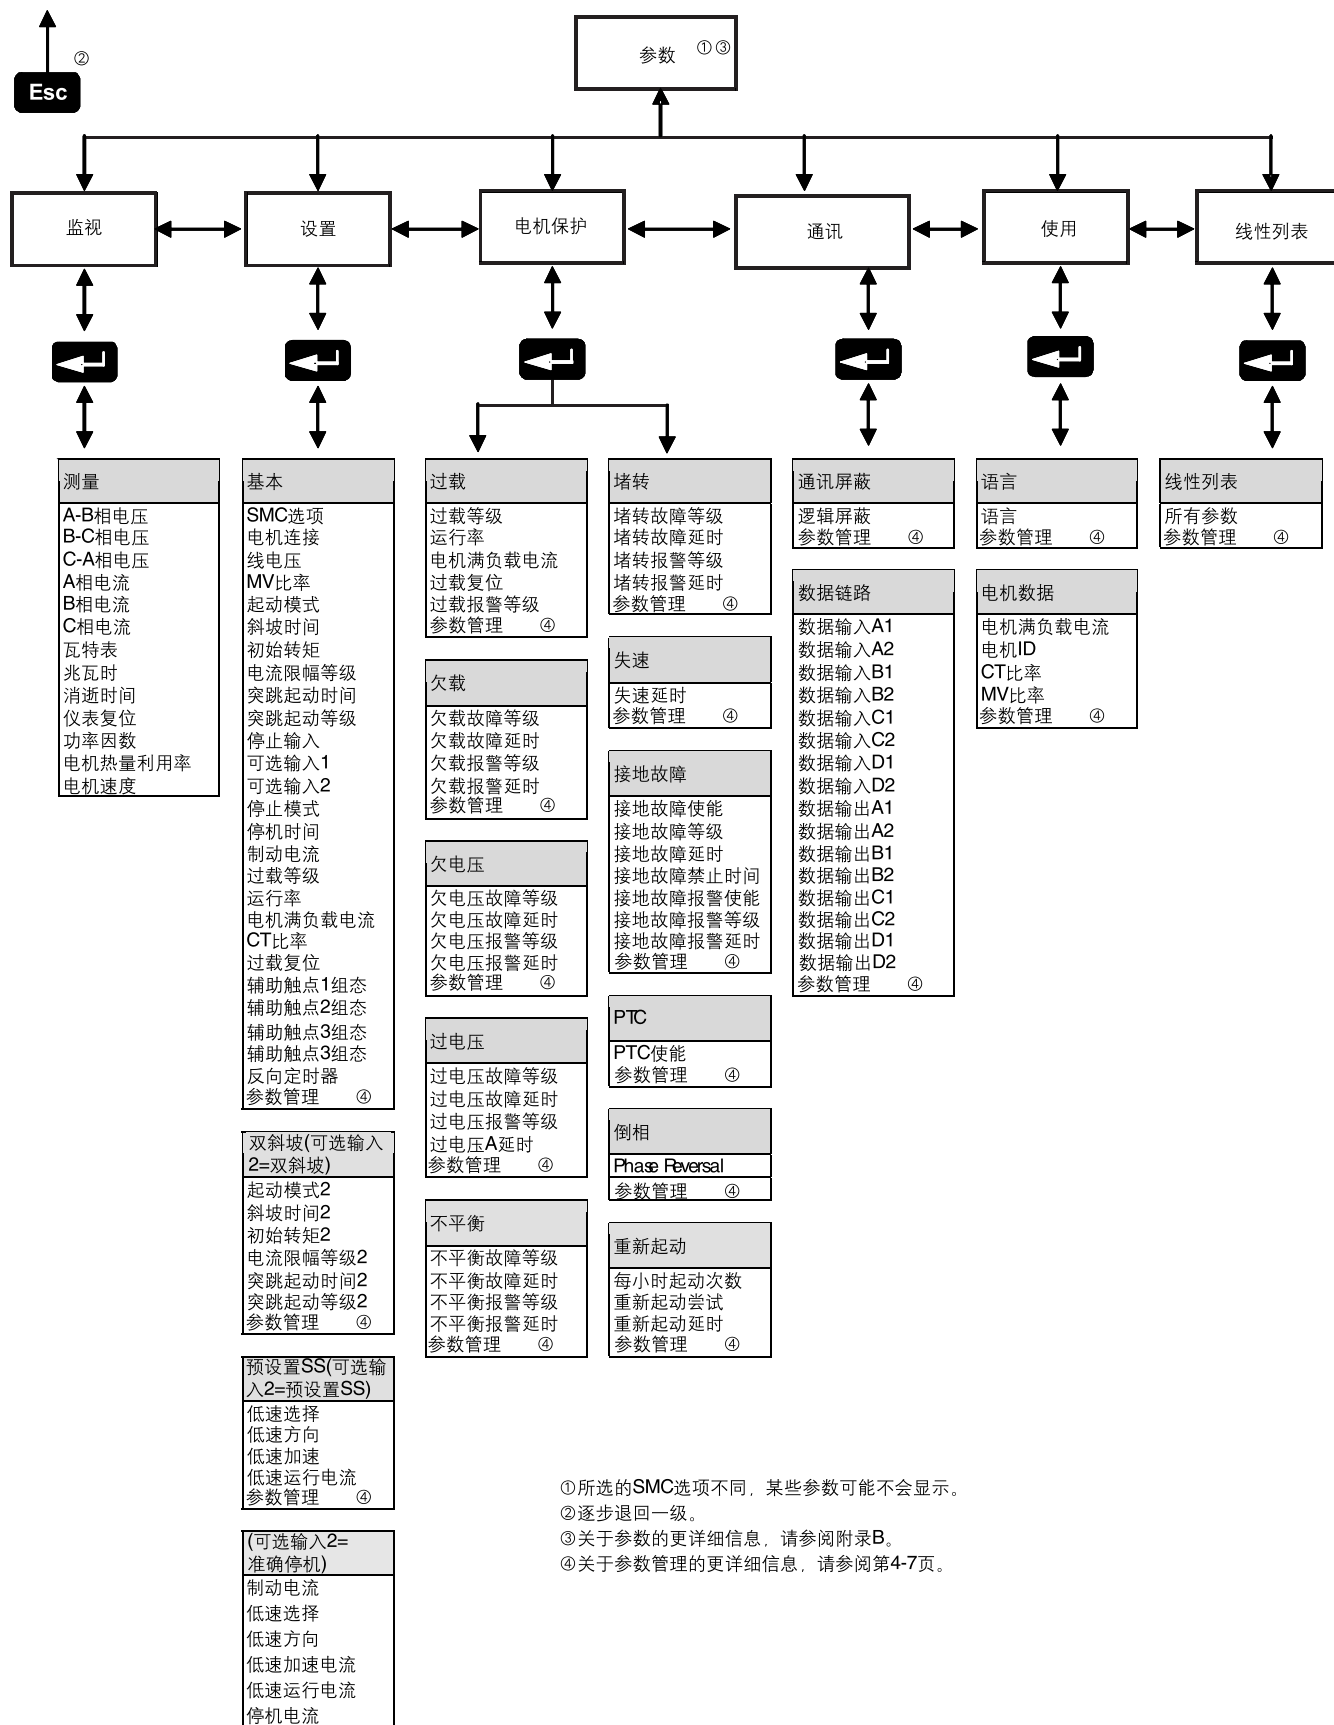 ②
Esc
参数 ①③
监视
设置
电机保护
通讯
使用
线性列表
测量
A-B相电压
B-C相电压
C-A相电压
A相电流
B相电流
C相电流
瓦特表
兆瓦时
消逝时间
仪表复位
功率因数
电机热量利用率
电机速度
基本
SMC选项
电机连接
线电压
MV比率
起动模式
斜坡时间
初始转矩
电流限幅等级
突跳起动时间
突跳起动等级
停止输入
可选输入1
可选输入2
停止模式
停机时间
制动电流
过载等级
运行率
电机满负载电流
CT比率
过载复位
辅助触点1组态
辅助触点2组态
辅助触点3组态
辅助触点3组态
反向定时器
参数管理 ④
双斜坡(可选输入
2=双斜坡)
起动模式2
斜坡时间2
初始转矩2
电流限幅等级2
突跳起动时间2
突跳起动等级2
参数管理 ④
预设置SS(可选输
入2=预设置SS)
低速选择
低速方向
低速加速
低速运行电流
参数管理 ④
(可选输入2=
准确停机)
制动电流
低速选择
低速方向
低速加速电流
低速运行电流
停机电流
过载
过载等级
运行率
电机满负载电流
过载复位
过载报警等级
参数管理 ④
欠载
欠载故障等级
欠载故障延时
欠载报警等级
欠载报警延时
参数管理 ④
欠电压
欠电压故障等级
欠电压故障延时
欠电压报警等级
欠电压报警延时
参数管理 ④
过电压
过电压故障等级
过电压故障延时
过电压报警等级
过电压A延时
参数管理 ④
不平衡
不平衡故障等级
不平衡故障延时
不平衡报警等级
不平衡报警延时
参数管理 ④
堵转
堵转故障等级
堵转故障延时
堵转报警等级
堵转报警延时
参数管理 ④
失速
失速延时
参数管理 ④
接地故障
接地故障使能
接地故障等级
接地故障延时
接地故障禁止时间
接地故障报警使能
接地故障报警等级
接地故障报警延时
参数管理 ④
PTC
PTC使能
参数管理 ④
倒相
Phase Reversal
参数管理 ④
重新起动
每小时起动次数
重新起动尝试
重新起动延时
参数管理 ④
通讯屏蔽
逻辑屏蔽
参数管理 ④
数据链路
数据输入A1
数据输入A2
数据输入B1
数据输入B2
数据输入C1
数据输入C2
数据输入D1
数据输入D2
数据输出A1
数据输出A2
数据输出B1
数据输出B2
数据输出C1
数据输出C2
数据输出D1
数据输出D2
参数管理 ④
语言
语言
参数管理 ④
电机数据
电机满负载电流
电机ID
CT比率
MV比率
参数管理 ④
线性列表
所有参数
参数管理 ④
①所选的SMC选项不同，某些参数可能不会显示。
②逐步退回一级。
③关于参数的更详细信息，请参阅附录B。
④关于参数管理的更详细信息，请参阅第4-7页。